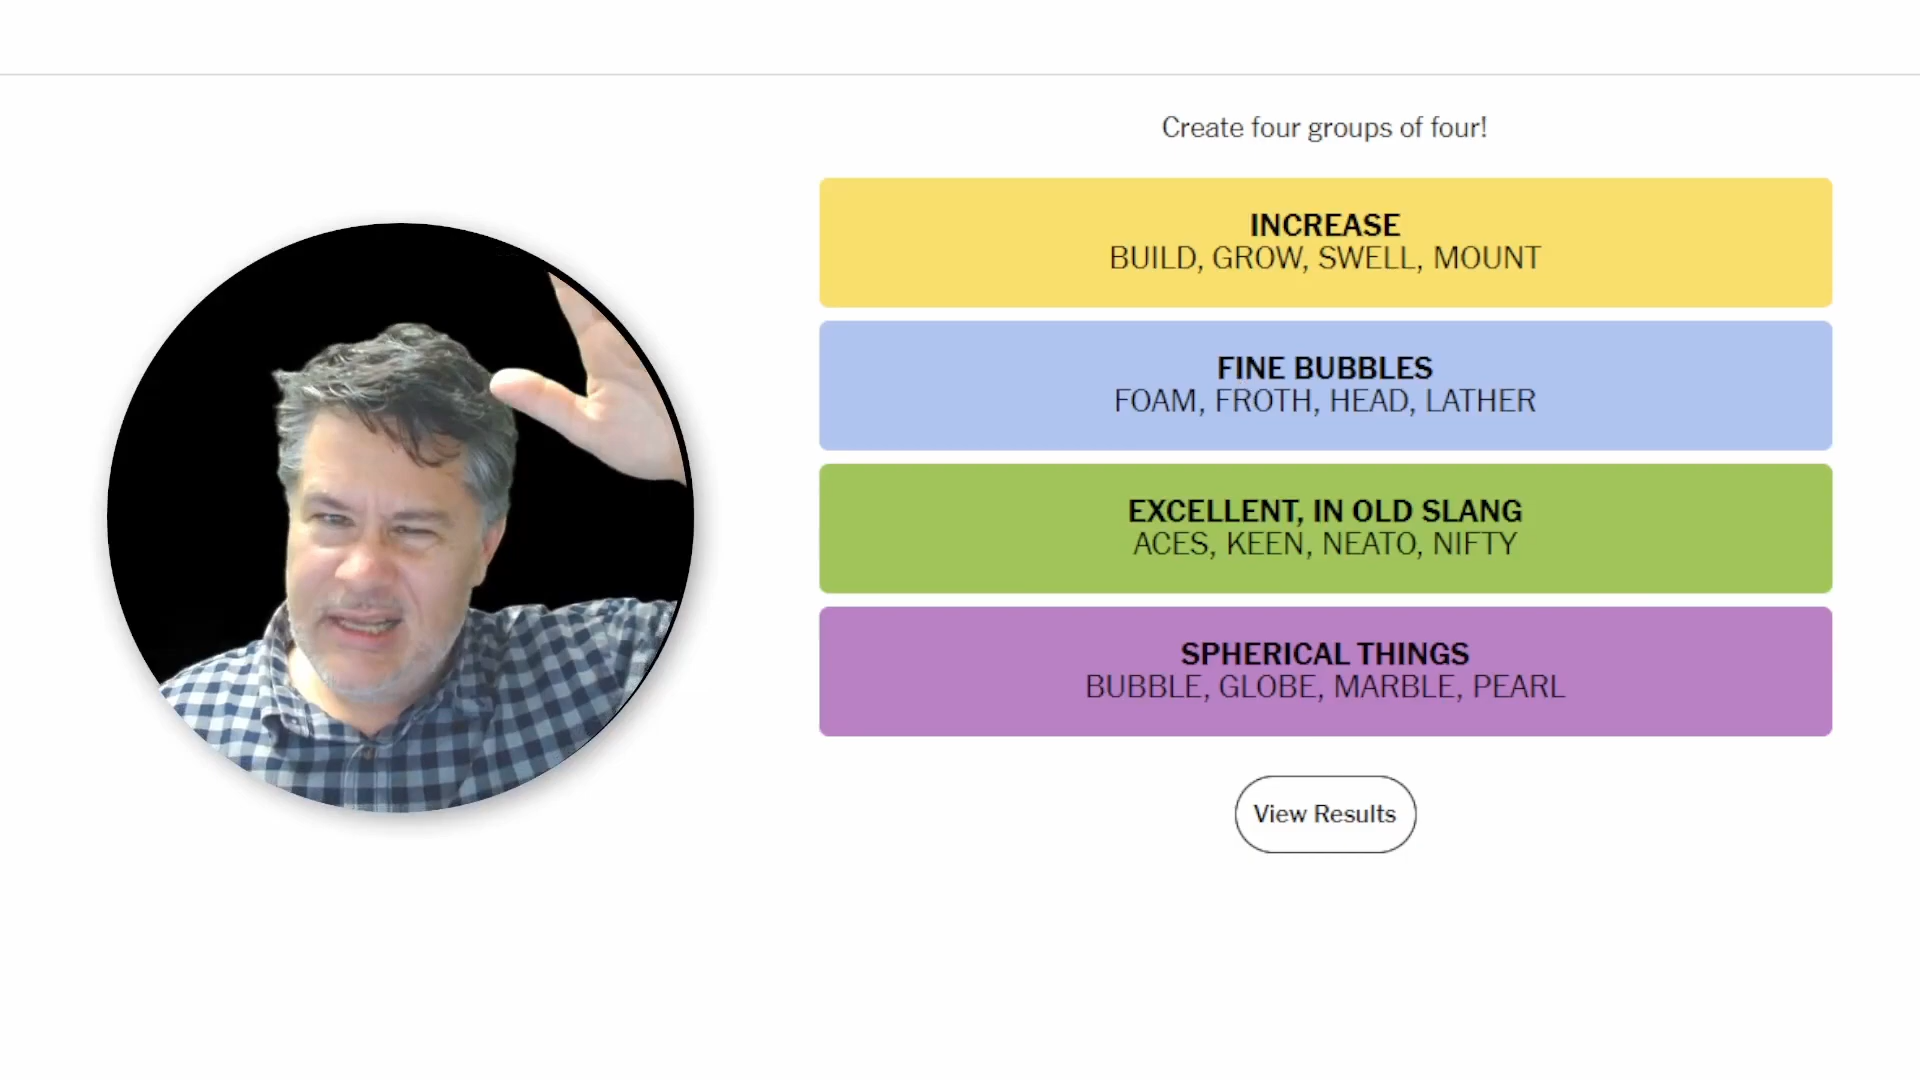 Create four groups of four!
INCREASE
BUILD, GROW, SWELL, MOUNT
FINE BUBBLES
FOAM, FROTH, HEAD, LATHER
EXCELLENT, IN OLD SLANG
ACES, KEEN, NEATO, NIFTY
SPHERICAL THINGS
BUBBLE, GLOBE, MARBLE, PEARL
View Results